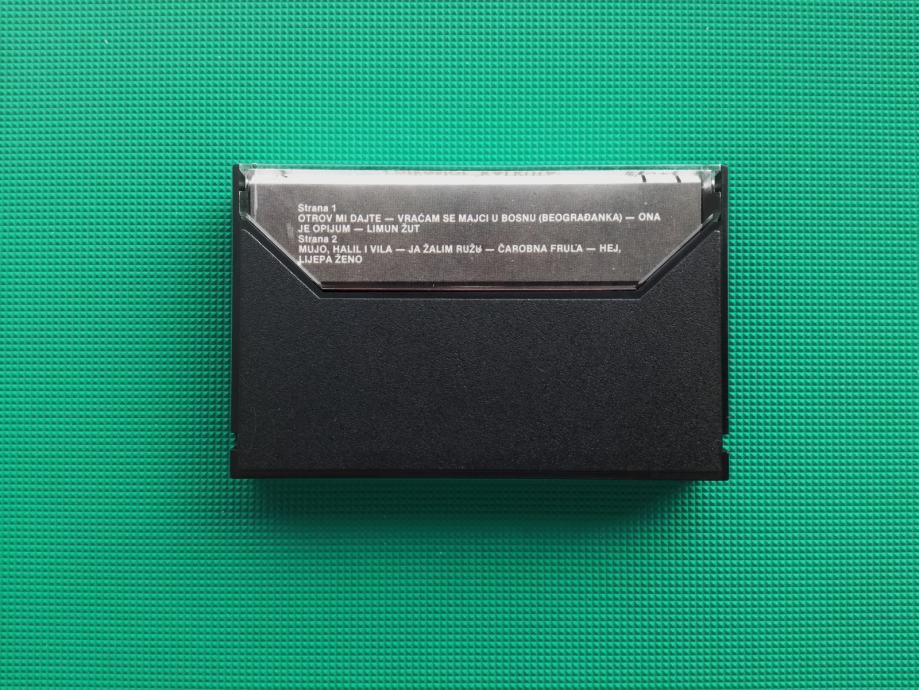 Strana 1
OTROV MI DAJTE — VRAĆAM SE MAJCI U BOSNU (BEOGRAĐANKA) — ONA
JE OPIJUM — LIMUN ŽUT
Strana 2
MUJO, HALIL I VILA — JA ŽALIM RUŽU — ČAROBNA FRULA — HEJ,
LIJEPA ŽENO